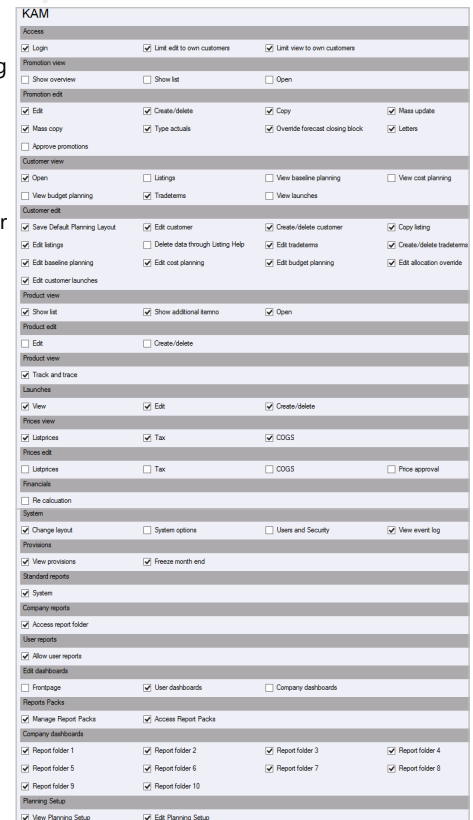 KAM
Access
Login Limit edit to own customers Limit view to own customers
g
Promotion view
Show overview Show list Open
Promotion edit
Edit Create/delete Copy Mass update
Mass copy Type actuals Override forecast closing block Letters
Approve promotions
Customer view
Open Listings View baseline planning View cost planning
View budget planning Tradeterms View launches
Customer edit
r
Save Default Planning Layout Edit customer Create/delete customer Copy listing
Edit listings Delete data through Listing Help Edit tradeterms Create/delete tradeterms
Edit baseline planning Edit cost planning Edit budget planning Edit allocation override
Edit customer launches
Product view
Show list Show additional itemno Open
Product edit
Edit Create/delete
Product view
Track and trace
Launches
View Edit Create/delete
Prices view
Listprices Tax COGS
Prices edit
Listprices Tax COGS Price approval
Financials
Re calcuation
System
Change layout System options Users and Security View event log
Provisions
View provisions Freeze month end
Standard reports
System
Company reports
Access report folder
User reports
Allow user reports
Edit dashboards
Frontpage User dashboards Company dashboards
Reports Packs
Manage Report Packs Access Report Packs
Company dashboards
Report folder 1 Report folder 2 Report folder 3 Report folder 4
Report folder 5 Report folder 6 Report folder 7 Report folder 8
Report folder 9 Report folder 10
Planning Setup
View Planning Setup Edit Planning Setup